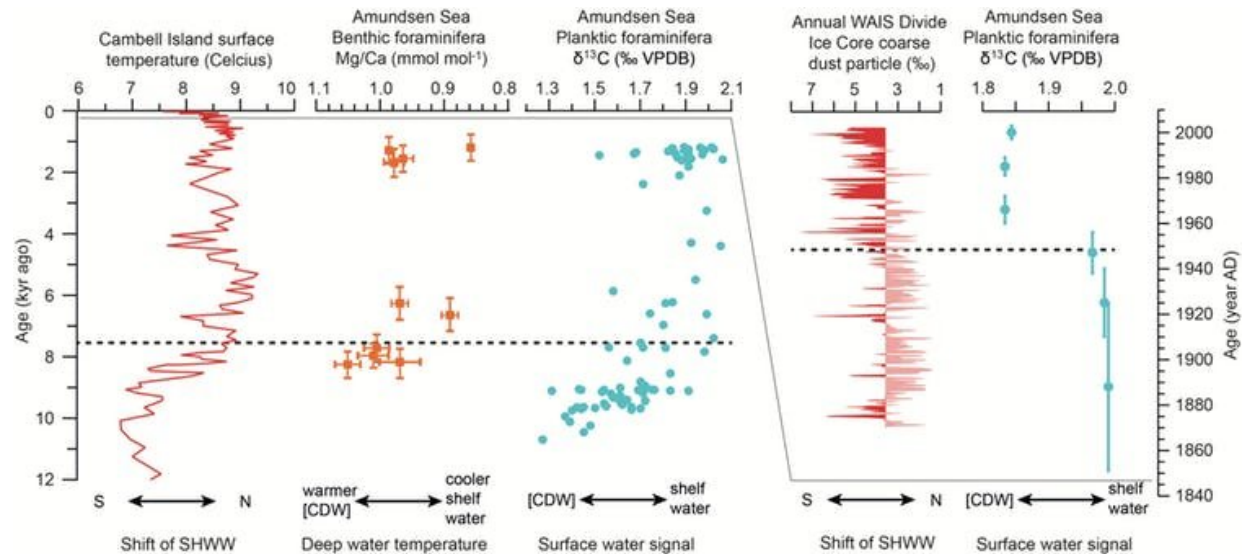 Cambell Island surface
temperature (Celcius)
6 7 8 9 10
Amundsen Sea
Benthic foraminifera
Mg/Ca (mmol mol⁻¹)
1.1 1.0 0.9 0.8
Amundsen Sea
Planktic foraminifera
δ¹³C (‰ VPDB)
1.3 1.5 1.7 1.9 2.1
Annual WAIS Divide
Ice Core coarse
dust particle (‰)
7 5 3 1
Amundsen Sea
Planktic foraminifera
δ¹³C (‰ VPDB)
1.8 1.9 2.0
Age (kyr ago)
0
2
4
6
8
10
12
Age (year AD)
2000
1980
1960
1940
1920
1900
1880
1860
1840
S N
Shift of SHWW
warmer
[CDW]
cooler
shelf
water
Deep water temperature
[CDW]
shelf
water
Surface water signal
S N
Shift of SHWW
[CDW]
shelf
water
Surface water signal